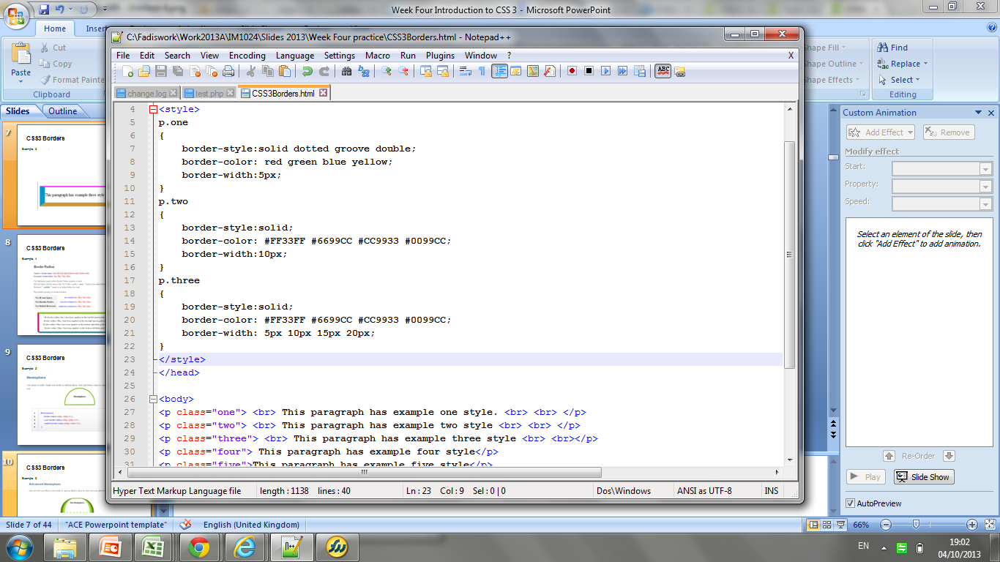 Week Four Introduction to CSS 3 - Microsoft PowerPoint
Home
Insert
Paste
Cut
Copy
Format Painte
Clipboard
Shape Fill
Shape Outline
Shape Effects
Find
Replace
Select
Editing
C:\Fadiswork\Work2013A\IM1024\Slides 2013\Week Four practice\CSS3Borders.html - Notepad++
File Edit Search View Encoding Language Settings Macro Run Plugins Window ? X
change.log test.php CSS3Borders.html
4 <style>
5 p.one
6 {
7 border-style:solid dotted groove double;
8 border-color: red green blue yellow;
9 border-width:5px;
10 }
11 p.two
12 {
13 border-style:solid;
14 border-color: #FF33FF #6699CC #CC9933 #0099CC;
15 border-width:10px;
16 }
17 p.three
18 {
19 border-style:solid;
20 border-color: #FF33FF #6699CC #CC9933 #0099CC;
21 border-width: 5px 10px 15px 20px;
22 }
23 </style>
24 </head>
25
26 <body>
27 <p class="one"> <br> This paragraph has example one style. <br> <br> </p>
28 <p class="two"> <br> This paragraph has example two style <br> <br> </p>
29 <p class="three"> <br> This paragraph has example three style <br> <br></p>
30 <p class="four"> This paragraph has example four style</p>
31 <p class="five">This paragraph has example five style</p>
Hyper Text Markup Language file length : 1138 lines : 40 Ln : 23 Col : 9 Sel : 0 | 0 Dos\Windows ANSI as UTF-8 INS
Slides Outline
7
CSS3 Borders
Example 3
This paragraph has example three style
8
CSS3 Borders
Example 4
Border Radius
9
CSS3 Borders
Example 5
Hemisphere
Hemisphere
10
CSS3 Borders
Example 6
Advanced Hemisphere
Custom Animation
Add Effect Remove
Modify effect
Start:
Property:
Speed:
Select an element of the slide, then
click "Add Effect" to add animation.
Re-Order
Play Slide Show
AutoPreview
Slide 7 of 44 "ACE Powerpoint template" English (United Kingdom) 66%
EN 19:02
04/10/2013